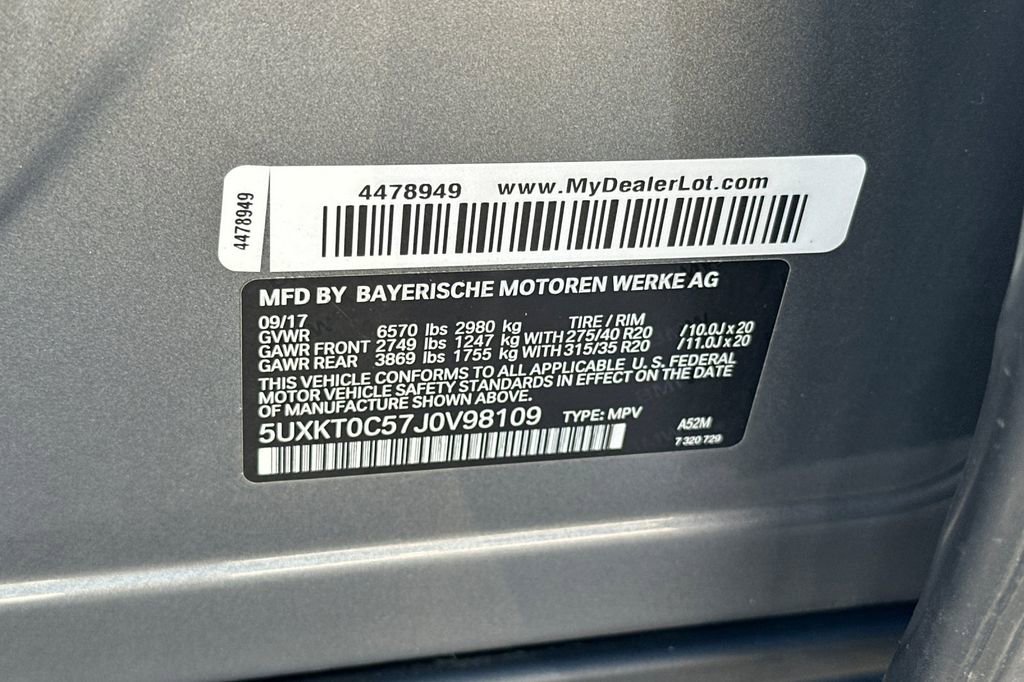 4478949
4478949 www.MyDealerLot.com
MFD BY BAYERISCHE MOTOREN WERKE AG
09/17 TIRE / RIM
GVWR 6570 lbs 2980 kg
GAWR FRONT 2749 lbs 1247 kg WITH 275/40 R20 /10.0J x 20
GAWR REAR 3869 lbs 1755 kg WITH 315/35 R20 /11.0J x 20
THIS VEHICLE CONFORMS TO ALL APPLICABLE U.S. FEDERAL
MOTOR VEHICLE SAFETY STANDARDS IN EFFECT ON THE DATE
OF MANUFACTURE SHOWN ABOVE.
5UXKT0C57J0V98109 TYPE: MPV A52M
7 320 729